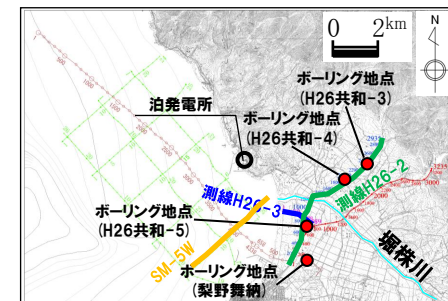 0 2km
N
ボーリング地点
(H26共和-3)
泊発電所
ボーリング地点
(H26共和-4)
測線H26-2
測線H26-3
ボーリング地点
(H26共和-5)
SM-5W
堀株川
ボーリング地点
(梨野舞納)